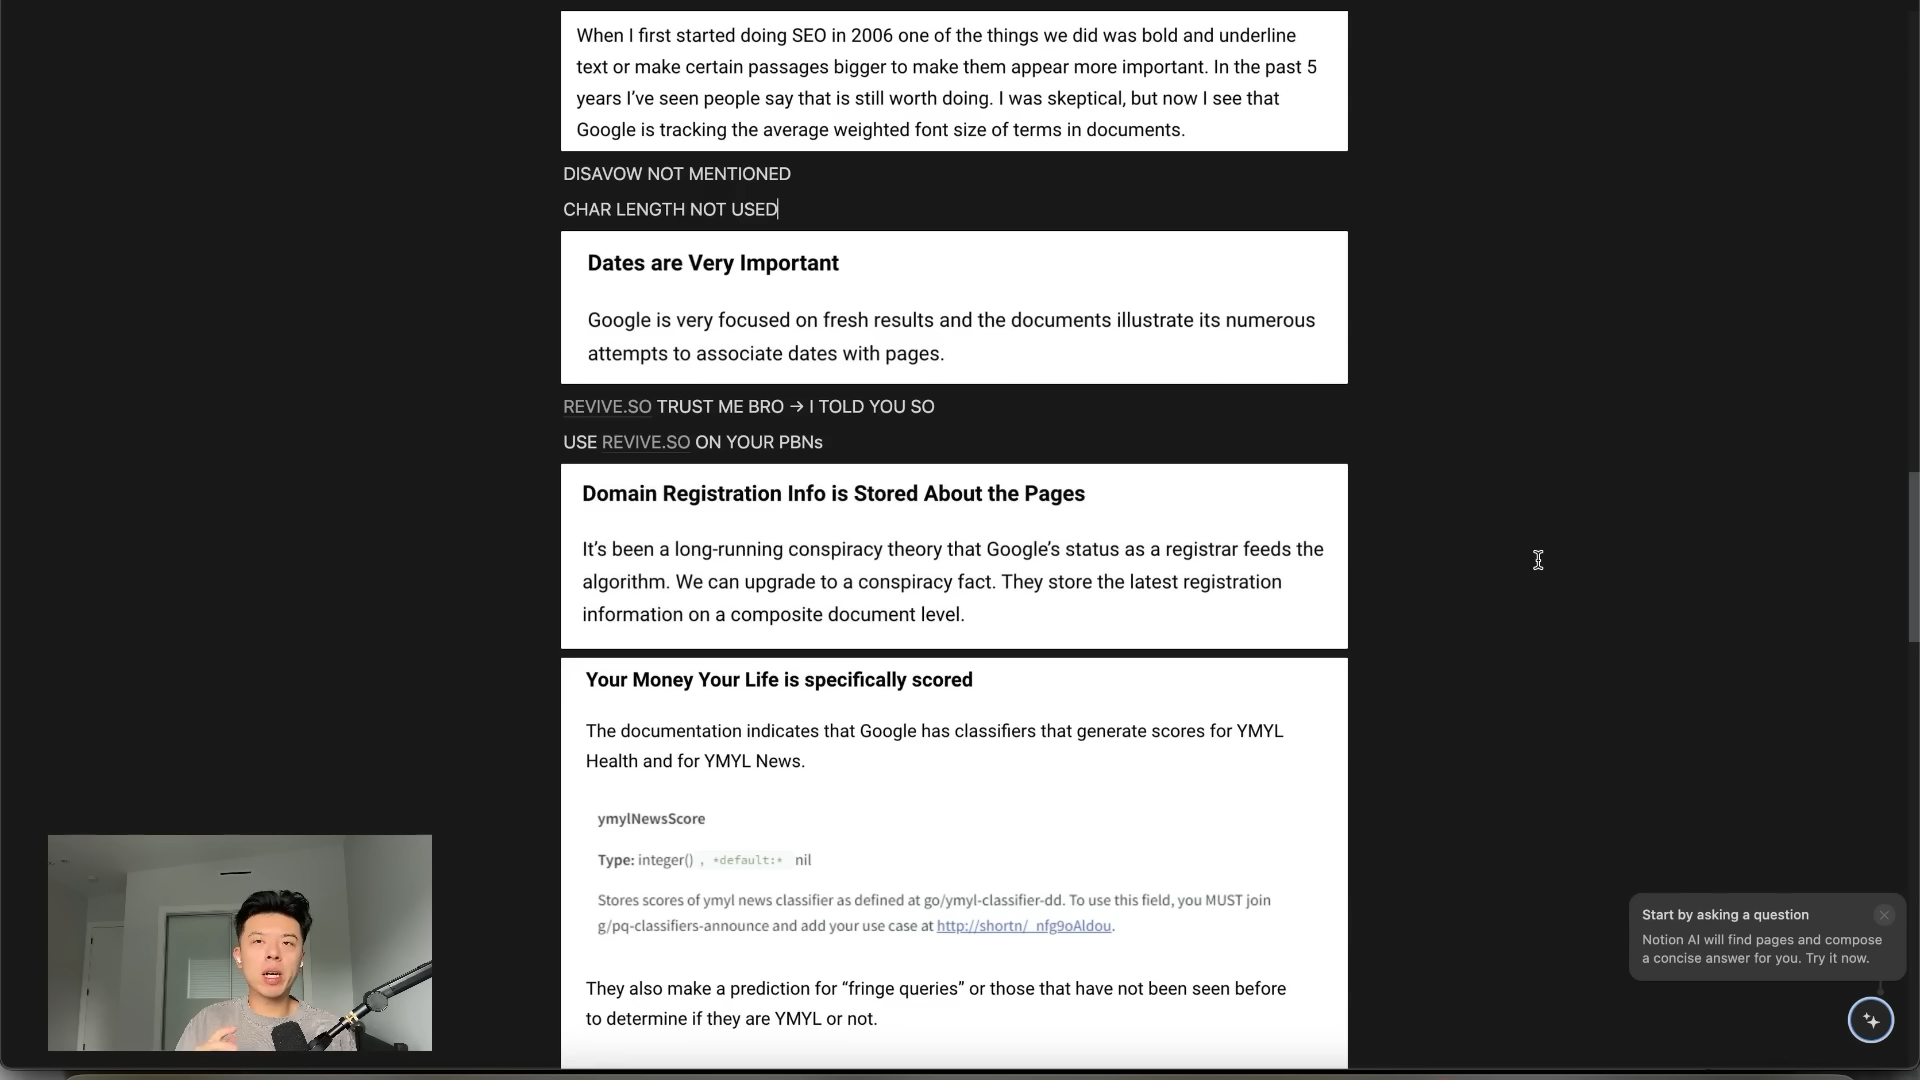 When I first started doing SEO in 2006 one of the things we did was bold and underline
text or make certain passages bigger to make them appear more important. In the past 5
years I’ve seen people say that is still worth doing. I was skeptical, but now I see that
Google is tracking the average weighted font size of terms in documents.
DISAVOW NOT MENTIONED
CHAR LENGTH NOT USED
Dates are Very Important
Google is very focused on fresh results and the documents illustrate its numerous
attempts to associate dates with pages.
REVIVE.SO TRUST ME BRO → I TOLD YOU SO
USE REVIVE.SO ON YOUR PBNs
Domain Registration Info is Stored About the Pages
It’s been a long-running conspiracy theory that Google’s status as a registrar feeds the
algorithm. We can upgrade to a conspiracy fact. They store the latest registration
information on a composite document level.
Your Money Your Life is specifically scored
The documentation indicates that Google has classifiers that generate scores for YMYL
Health and for YMYL News.
ymylNewsScore
Type: integer() , *default:* nil
Stores scores of ymyl news classifier as defined at go/ymyl-classifier-dd. To use this field, you MUST join
g/pq-classifiers-announce and add your use case at http://shortn/_nfg9oAldou.
They also make a prediction for “fringe queries” or those that have not been seen before
to determine if they are YMYL or not.
Start by asking a question
Notion AI will find pages and compose
a concise answer for you. Try it now.